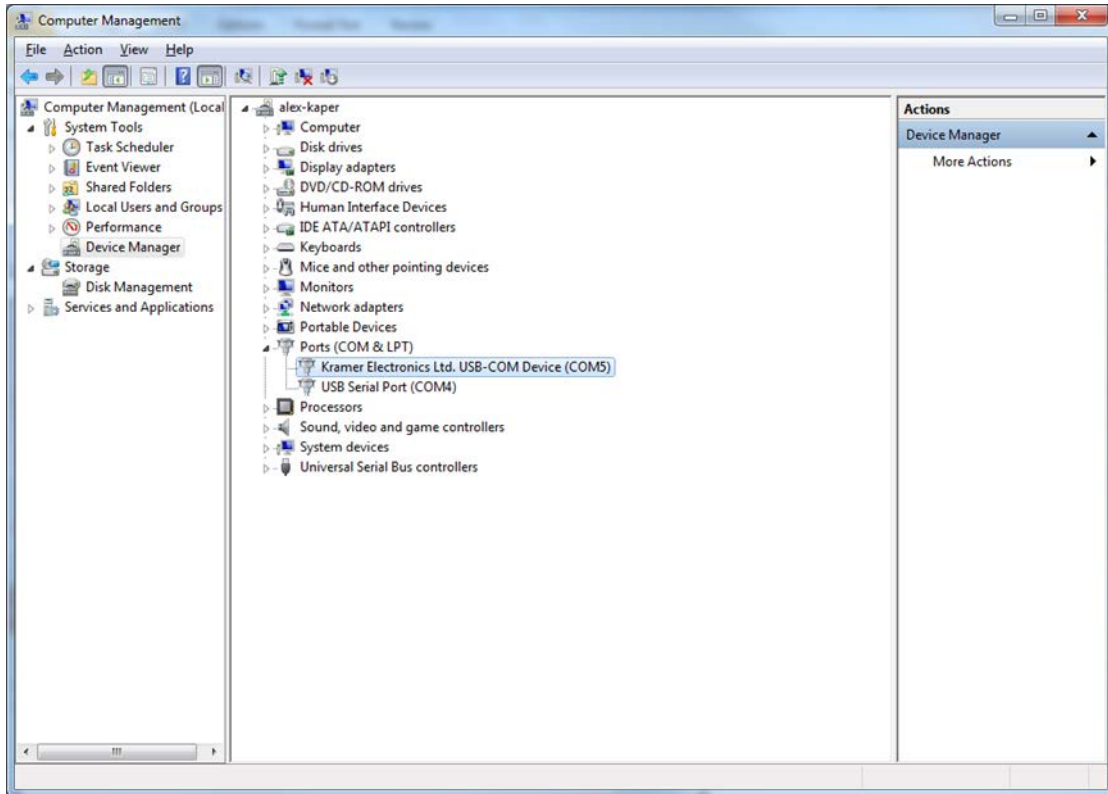 Computer Management
File Action View Help
Computer Management (Local
System Tools
Task Scheduler
Event Viewer
Shared Folders
Local Users and Groups
Performance
Device Manager
Storage
Disk Management
Services and Applications
alex-kaper
Computer
Disk drives
Display adapters
DVD/CD-ROM drives
Human Interface Devices
IDE ATA/ATAPI controllers
Keyboards
Mice and other pointing devices
Monitors
Network adapters
Portable Devices
Ports (COM & LPT)
Kramer Electronics Ltd. USB-COM Device (COM5)
USB Serial Port (COM4)
Processors
Sound, video and game controllers
System devices
Universal Serial Bus controllers
Actions
Device Manager
More Actions